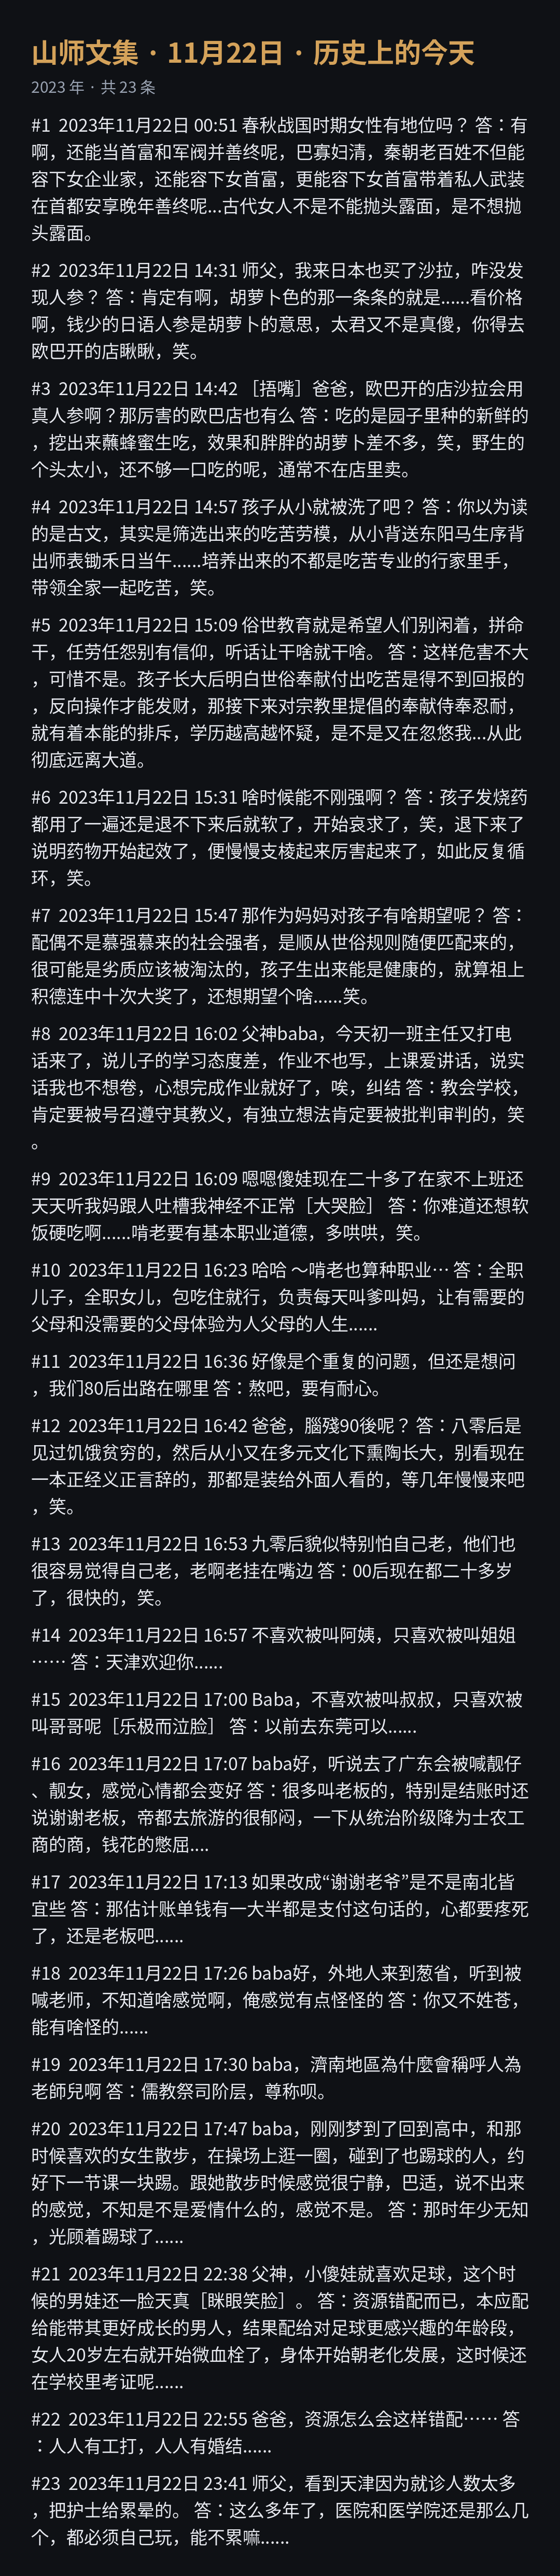 山师文集 · 11月22日 · 历史上的今天
2023 年 · 共 23 条
#1 2023年11月22日 00:51 春秋战国时期女性有地位吗？ 答：有
啊，还能当首富和军阀并善终呢，巴寡妇清，秦朝老百姓不但能
容下女企业家，还能容下女首富，更能容下女首富带着私人武装
在首都安享晚年善终呢...古代女人不是不能抛头露面，是不想抛
头露面。
#2 2023年11月22日 14:31 师父，我来日本也买了沙拉，咋没发
现人参？ 答：肯定有啊，胡萝卜色的那一条条的就是......看价格
啊，钱少的日语人参是胡萝卜的意思，太君又不是真傻，你得去
欧巴开的店瞅瞅，笑。
#3 2023年11月22日 14:42 ［捂嘴］爸爸，欧巴开的店沙拉会用
真人参啊？那厉害的欧巴店也有么 答：吃的是园子里种的新鲜的
，挖出来蘸蜂蜜生吃，效果和胖胖的胡萝卜差不多，笑，野生的
个头太小，还不够一口吃的呢，通常不在店里卖。
#4 2023年11月22日 14:57 孩子从小就被洗了吧？ 答：你以为读
的是古文，其实是筛选出来的吃苦劳模，从小背送东阳马生序背
出师表锄禾日当午......培养出来的不都是吃苦专业的行家里手，
带领全家一起吃苦，笑。
#5 2023年11月22日 15:09 俗世教育就是希望人们别闲着，拼命
干，任劳任怨别有信仰，听话让干啥就干啥。 答：这样危害不大
，可惜不是。孩子长大后明白世俗奉献付出吃苦是得不到回报的
，反向操作才能发财，那接下来对宗教里提倡的奉献侍奉忍耐，
就有着本能的排斥，学历越高越怀疑，是不是又在忽悠我...从此
彻底远离大道。
#6 2023年11月22日 15:31 啥时候能不刚强啊？ 答：孩子发烧药
都用了一遍还是退不下来后就软了，开始哀求了，笑，退下来了
说明药物开始起效了，便慢慢支棱起来厉害起来了，如此反复循
环，笑。
#7 2023年11月22日 15:47 那作为妈妈对孩子有啥期望呢？ 答：
配偶不是慕强慕来的社会强者，是顺从世俗规则随便匹配来的，
很可能是劣质应该被淘汰的，孩子生出来能是健康的，就算祖上
积德连中十次大奖了，还想期望个啥......笑。
#8 2023年11月22日 16:02 父神baba，今天初一班主任又打电
话来了，说儿子的学习态度差，作业不也写，上课爱讲话，说实
话我也不想卷，心想完成作业就好了，唉，纠结 答：教会学校，
肯定要被号召遵守其教义，有独立想法肯定要被批判审判的，笑
。
#9 2023年11月22日 16:09 嗯嗯傻娃现在二十多了在家不上班还
天天听我妈跟人吐槽我神经不正常［大哭脸］ 答：你难道还想软
饭硬吃啊......啃老要有基本职业道德，多哄哄，笑。
#10 2023年11月22日 16:23 哈哈 ～啃老也算种职业… 答：全职
儿子，全职女儿，包吃住就行，负责每天叫爹叫妈，让有需要的
父母和没需要的父母体验为人父母的人生......
#11 2023年11月22日 16:36 好像是个重复的问题，但还是想问
，我们80后出路在哪里 答：熬吧，要有耐心。
#12 2023年11月22日 16:42 爸爸，腦殘90後呢？ 答：八零后是
见过饥饿贫穷的，然后从小又在多元文化下熏陶长大，别看现在
一本正经义正言辞的，那都是装给外面人看的，等几年慢慢来吧
，笑。
#13 2023年11月22日 16:53 九零后貌似特别怕自己老，他们也
很容易觉得自己老，老啊老挂在嘴边 答：00后现在都二十多岁
了，很快的，笑。
#14 2023年11月22日 16:57 不喜欢被叫阿姨，只喜欢被叫姐姐
…… 答：天津欢迎你......
#15 2023年11月22日 17:00 Baba，不喜欢被叫叔叔，只喜欢被
叫哥哥呢［乐极而泣脸］ 答：以前去东莞可以......
#16 2023年11月22日 17:07 baba好，听说去了广东会被喊靓仔
、靓女，感觉心情都会变好 答：很多叫老板的，特别是结账时还
说谢谢老板，帝都去旅游的很郁闷，一下从统治阶级降为士农工
商的商，钱花的憋屈....
#17 2023年11月22日 17:13 如果改成“谢谢老爷”是不是南北皆
宜些 答：那估计账单钱有一大半都是支付这句话的，心都要疼死
了，还是老板吧......
#18 2023年11月22日 17:26 baba好，外地人来到葱省，听到被
喊老师，不知道啥感觉啊，俺感觉有点怪怪的 答：你又不姓苍，
能有啥怪的......
#19 2023年11月22日 17:30 baba，濟南地區為什麼會稱呼人為
老師兒啊 答：儒教祭司阶层，尊称呗。
#20 2023年11月22日 17:47 baba，刚刚梦到了回到高中，和那
时候喜欢的女生散步，在操场上逛一圈，碰到了也踢球的人，约
好下一节课一块踢。跟她散步时候感觉很宁静，巴适，说不出来
的感觉，不知是不是爱情什么的，感觉不是。 答：那时年少无知
，光顾着踢球了......
#21 2023年11月22日 22:38 父神，小傻娃就喜欢足球，这个时
候的男娃还一脸天真［眯眼笑脸］。 答：资源错配而已，本应配
给能带其更好成长的男人，结果配给对足球更感兴趣的年龄段，
女人20岁左右就开始微血栓了，身体开始朝老化发展，这时候还
在学校里考证呢......
#22 2023年11月22日 22:55 爸爸，资源怎么会这样错配…… 答
：人人有工打，人人有婚结......
#23 2023年11月22日 23:41 师父，看到天津因为就诊人数太多
，把护士给累晕的。 答：这么多年了，医院和医学院还是那么几
个，都必须自己玩，能不累嘛......